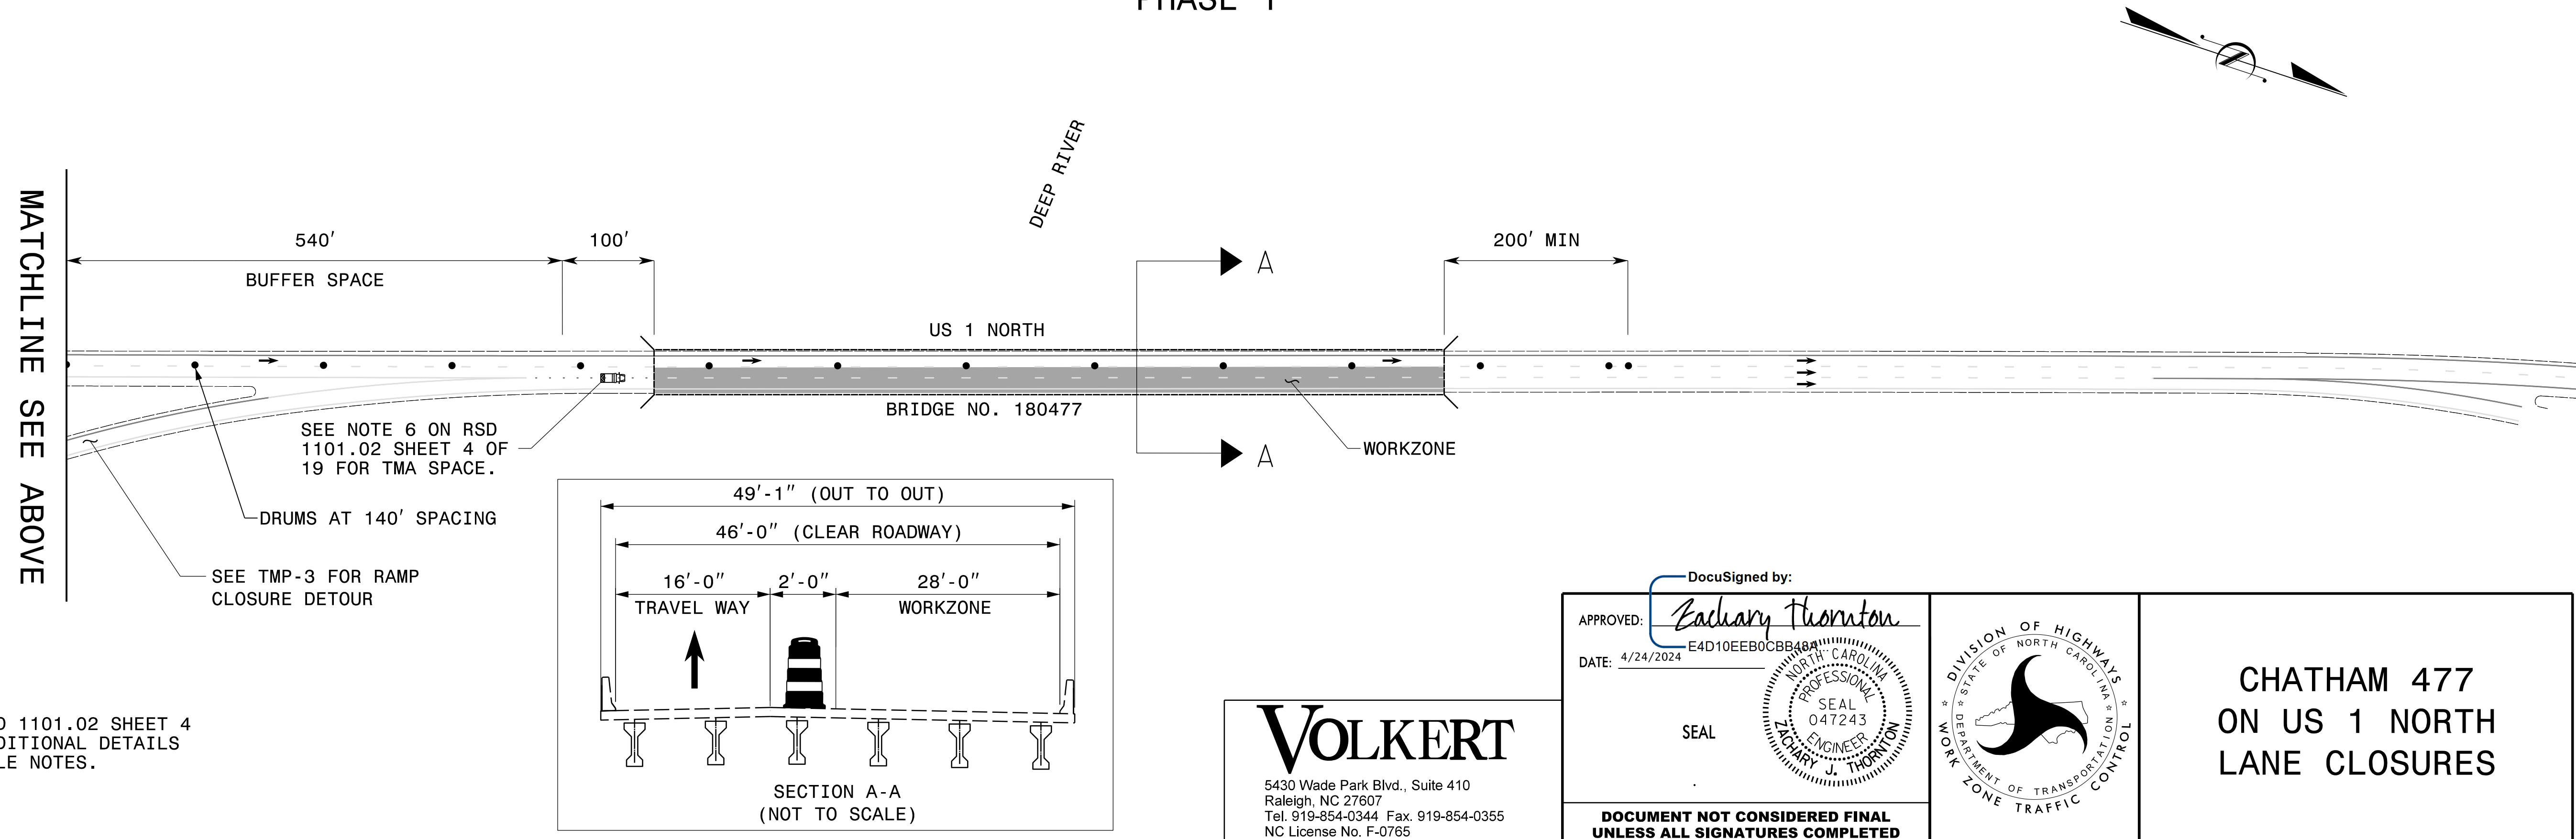 PHASE 1
MATCHLINE SEE ABOVE
540'
BUFFER SPACE
100'
DEEP RIVER
A
200' MIN
US 1 NORTH
BRIDGE NO. 180477
A
WORKZONE
SEE NOTE 6 ON RSD
1101.02 SHEET 4 OF
19 FOR TMA SPACE.
DRUMS AT 140' SPACING
SEE TMP-3 FOR RAMP
CLOSURE DETOUR
49'-1" (OUT TO OUT)
46'-0" (CLEAR ROADWAY)
16'-0"
2'-0"
28'-0"
TRAVEL WAY
WORKZONE
SECTION A-A
(NOT TO SCALE)
1101.02 SHEET 4
DETAILS
NOTES.
VOLKERT
5430 Wade Park Blvd., Suite 410
Raleigh, NC 27607
Tel. 919-854-0344 Fax. 919-854-0355
NC License No. F-0765
DocuSigned by:
APPROVED: Zachary Thornton
E4D10EEB0CBB48A...
DATE: 4/24/2024
SEAL
NORTH CAROLINA
PROFESSIONAL
SEAL
047243
ENGINEER
ZACHARY J. THORNTON
DOCUMENT NOT CONSIDERED FINAL
UNLESS ALL SIGNATURES COMPLETED
DIVISION OF HIGHWAYS
STATE OF NORTH CAROLINA
DEPARTMENT OF TRANSPORTATION
WORK ZONE TRAFFIC CONTROL
CHATHAM 477
ON US 1 NORTH
LANE CLOSURES